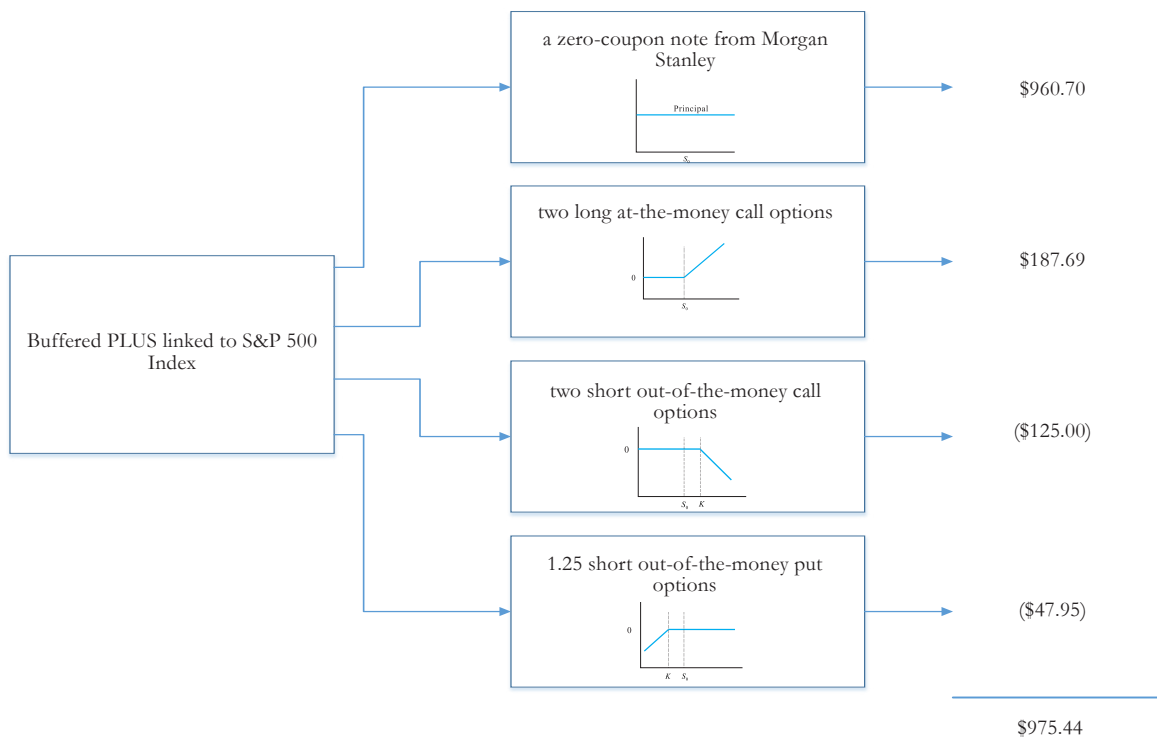 a zero-coupon note from Morgan
Stanley
Principal
S₀
$960.70
two long at-the-money call options
0
S₀
$187.69
Buffered PLUS linked to S&P 500
Index
two short out-of-the-money call
options
0
S₀ K
($125.00)
1.25 short out-of-the-money put
options
0
K S₀
($47.95)
$975.44